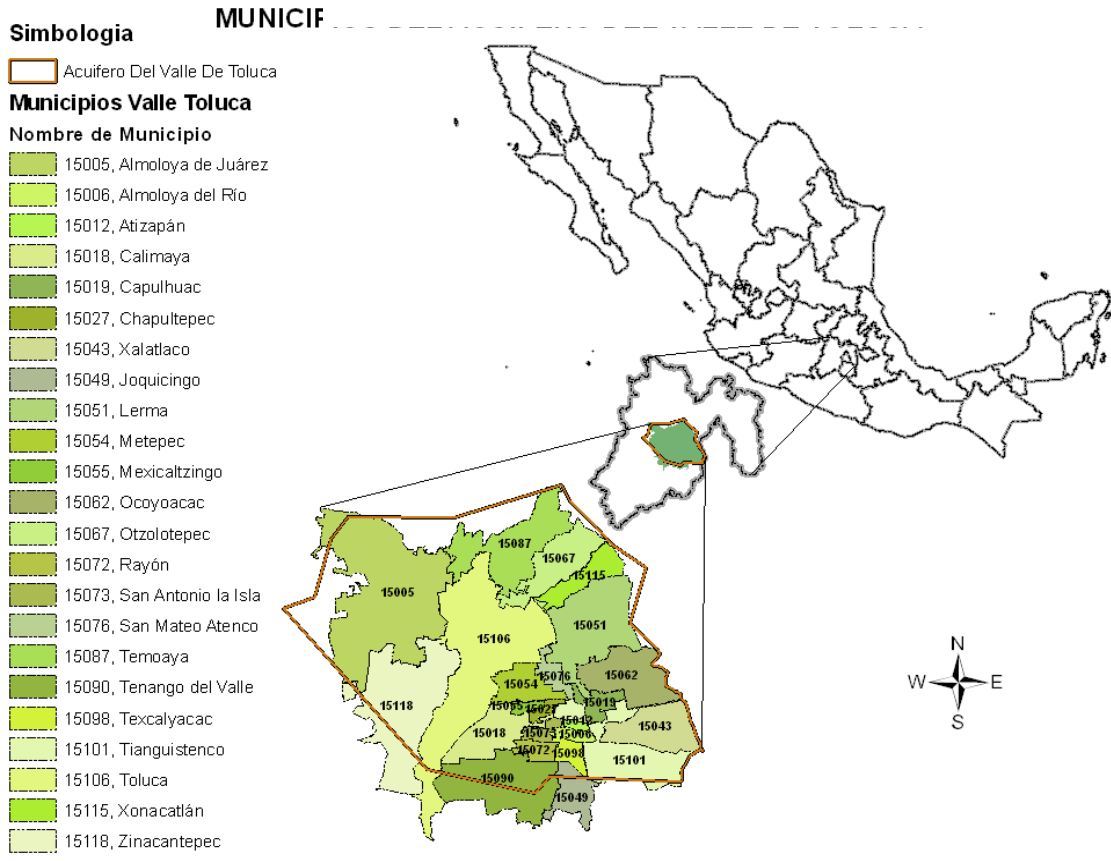 Simbologia
Acuifero Del Valle De Toluca
Municipios Valle Toluca
Nombre de Municipio
15005, Almoloya de Juárez
15006, Almoloya del Río
15012, Atizapán
15018, Calimaya
15019, Capulhuac
15027, Chapultepec
15043, Xalatlaco
15049, Joquicingo
15051, Lerma
15054, Metepec
15055, Mexicaltzingo
15062, Ocoyoacac
15067, Otzolotepec
15072, Rayón
15073, San Antonio la Isla
15076, San Mateo Atenco
15087, Temoaya
15090, Tenango del Valle
15098, Texcalyacac
15101, Tianguistenco
15106, Toluca
15115, Xonacatlán
15118, Zinacantepec
15087
15067
15115
15005
15051
15106
15076
15062
15054
15019
15118
15043
15018
15072
15098
15101
15090
15049
N
W
E
S